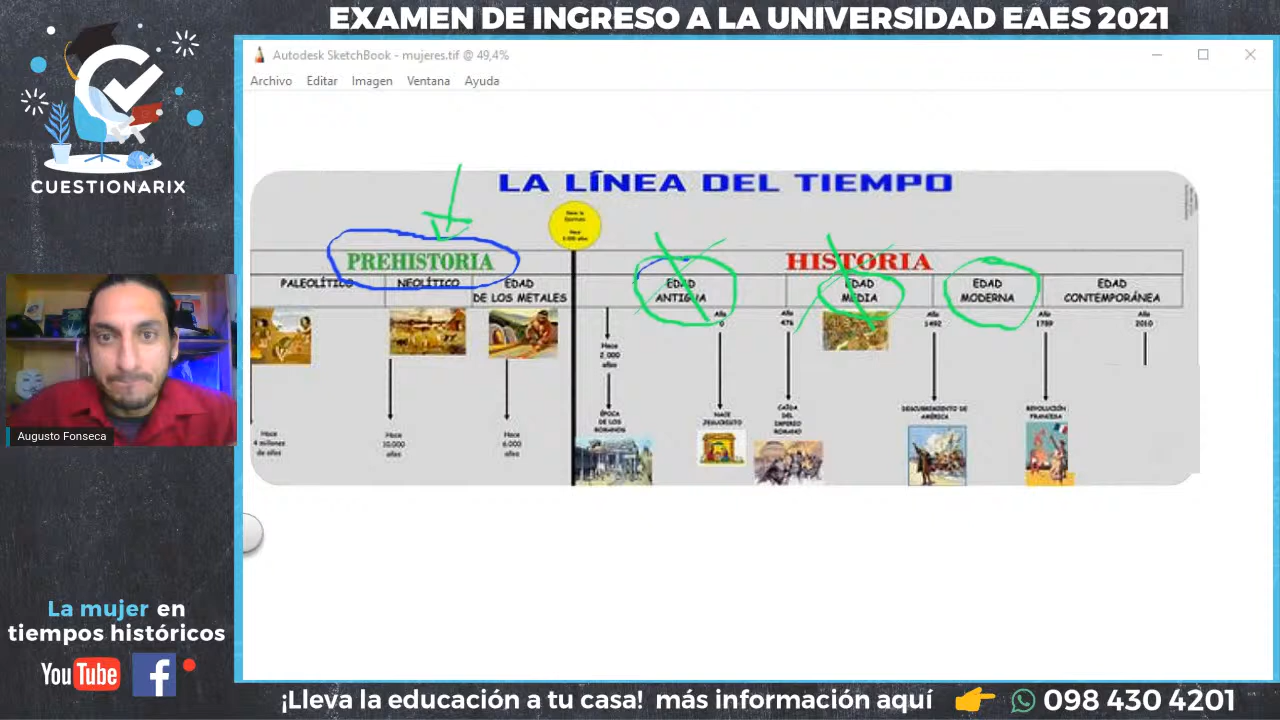 EXAMEN DE INGRESO A LA UNIVERSIDAD EAES 2021
Autodesk SketchBook - mujeres.tif @ 49,4%
Archivo Editar Imagen Ventana Ayuda
CUESTIONARIX
LA LÍNEA DEL TIEMPO
PREHISTORIA
HISTORIA
PALEOLÍTICO
NEOLÍTICO
EDAD
DE LOS METALES
EDAD
ANTIGUA
EDAD
MEDIA
EDAD
MODERNA
EDAD
CONTEMPORÁNEA
Año
0
Año
476
Año
1492
Año
1789
Año
2010
Hace
2.000
años
Hace
4 millones
de años
Hace
10.000
años
Hace
6.000
años
ÉPOCA
DE LOS
ROMANOS
NACE
JESUCRISTO
CAÍDA
DEL
IMPERIO
ROMANO
DESCUBRIMIENTO DE
AMÉRICA
REVOLUCIÓN
FRANCESA
Augusto Fonseca
La mujer en
tiempos históricos
YouTube f
¡Lleva la educación a tu casa! más información aquí 098 430 4201